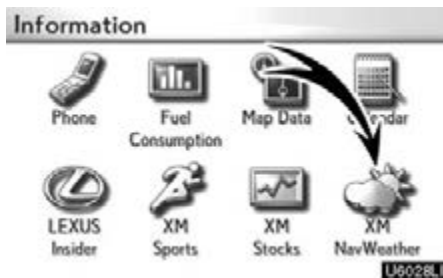 Information
Phone
Fuel
Consumption
Map Data
LEXUS
Insider
XM
Sports
XM
Stocks
XM
NavWeather
U6028L